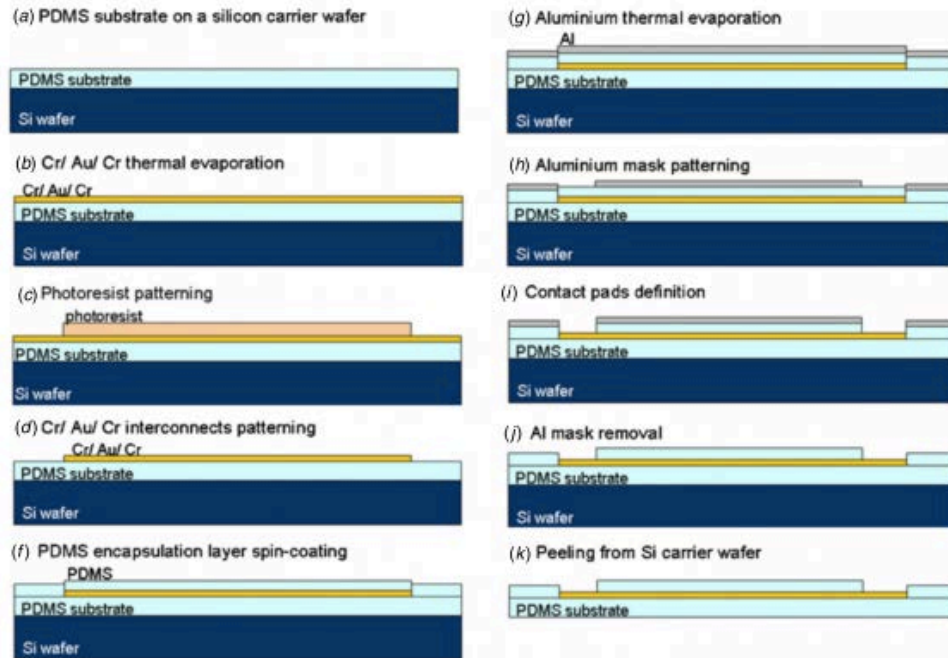 (a) PDMS substrate on a silicon carrier wafer
PDMS substrate
Si wafer
(b) Cr/ Au/ Cr thermal evaporation
Cr/ Au/ Cr
PDMS substrate
Si wafer
(c) Photoresist patterning
photoresist
PDMS substrate
Si wafer
(d) Cr/ Au/ Cr interconnects patterning
Cr/ Au/ Cr
PDMS substrate
Si wafer
(f) PDMS encapsulation layer spin-coating
PDMS
PDMS substrate
Si wafer
(g) Aluminium thermal evaporation
Al
PDMS substrate
Si wafer
(h) Aluminium mask patterning
PDMS substrate
Si wafer
(i) Contact pads definition
PDMS substrate
Si wafer
(j) Al mask removal
PDMS substrate
Si wafer
(k) Peeling from Si carrier wafer
PDMS substrate